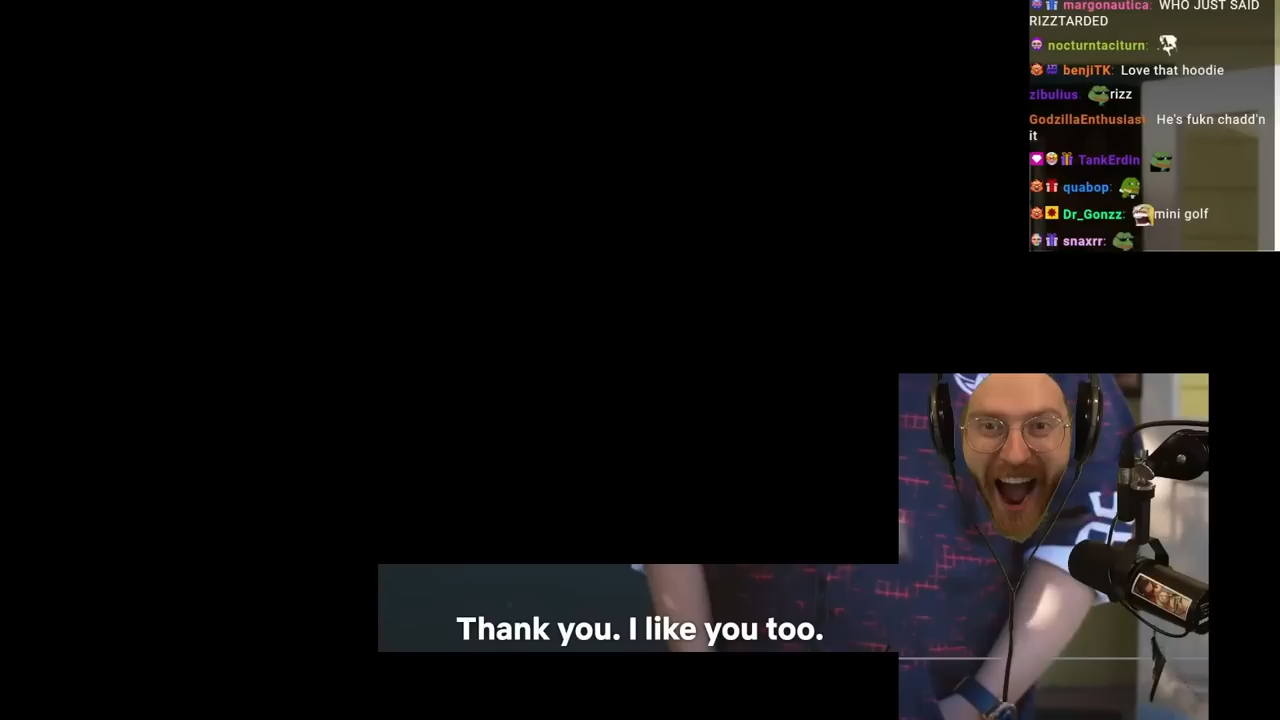 margonautica: WHO JUST SAID
RIZZTARDED
nocturntaciturn:
benjiTK: Love that hoodie
zibulius: rizz
GodzillaEnthusiast He's fukn chadd'n
it
TankErdin
quabop:
Dr_Gonzz: mini golf
snaxrr:
Thank you. I like you too.